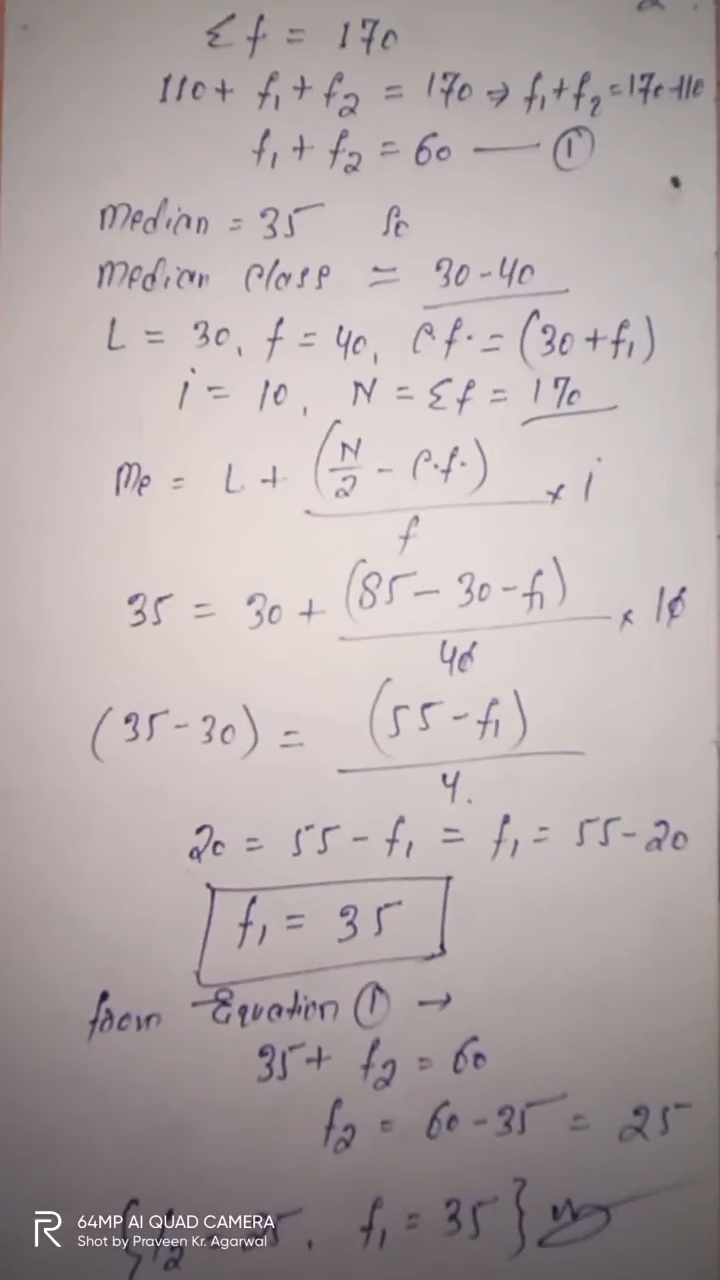 Σf = 170
110 + f₁ + f₂ = 170 ⇒ f₁ + f₂ = 170-110
f₁ + f₂ = 60 — ①
Median = 35 So
Median Class = 30-40
L = 30, f = 40, C.f. = (30 + f₁)
i = 10, N = Σf = 170
Me = L + (N/2 - C.f.)/f × i
35 = 30 + (85 - 30 - f₁)/40 × 10
(35-30) = (55 - f₁)/4.
20 = 55 - f₁ = f₁ = 55-20
f₁ = 35
from Equation ① →
35 + f₂ = 60
f₂ = 60-35 = 25
f₁ = 35}
64MP AI QUAD CAMERA
Shot by Praveen Kr. Agarwal